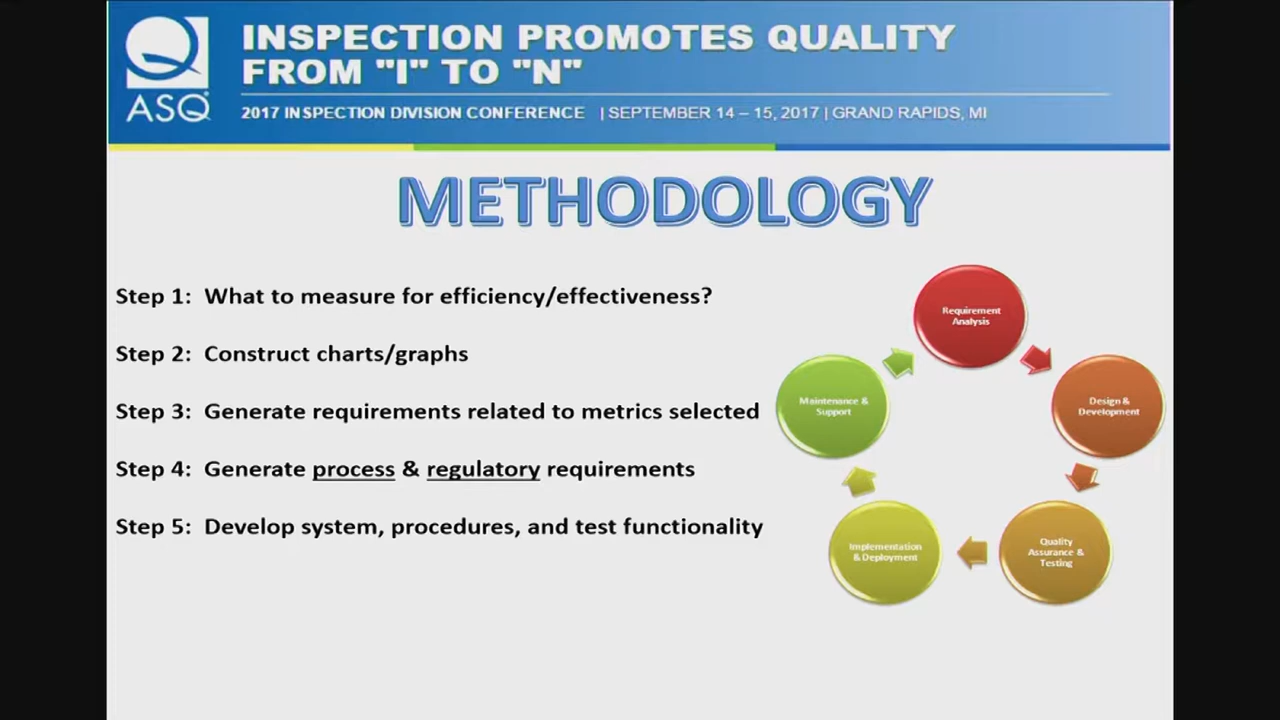 INSPECTION PROMOTES QUALITY
FROM "I" TO "N"
ASQ
2017 INSPECTION DIVISION CONFERENCE | SEPTEMBER 14 – 15, 2017 | GRAND RAPIDS, MI
METHODOLOGY
Step 1: What to measure for efficiency/effectiveness?
Step 2: Construct charts/graphs
Step 3: Generate requirements related to metrics selected
Step 4: Generate process & regulatory requirements
Step 5: Develop system, procedures, and test functionality
Requirement
Analysis
Design &
Development
Quality
Assurance &
Testing
Implementation
& Deployment
Maintenance &
Support